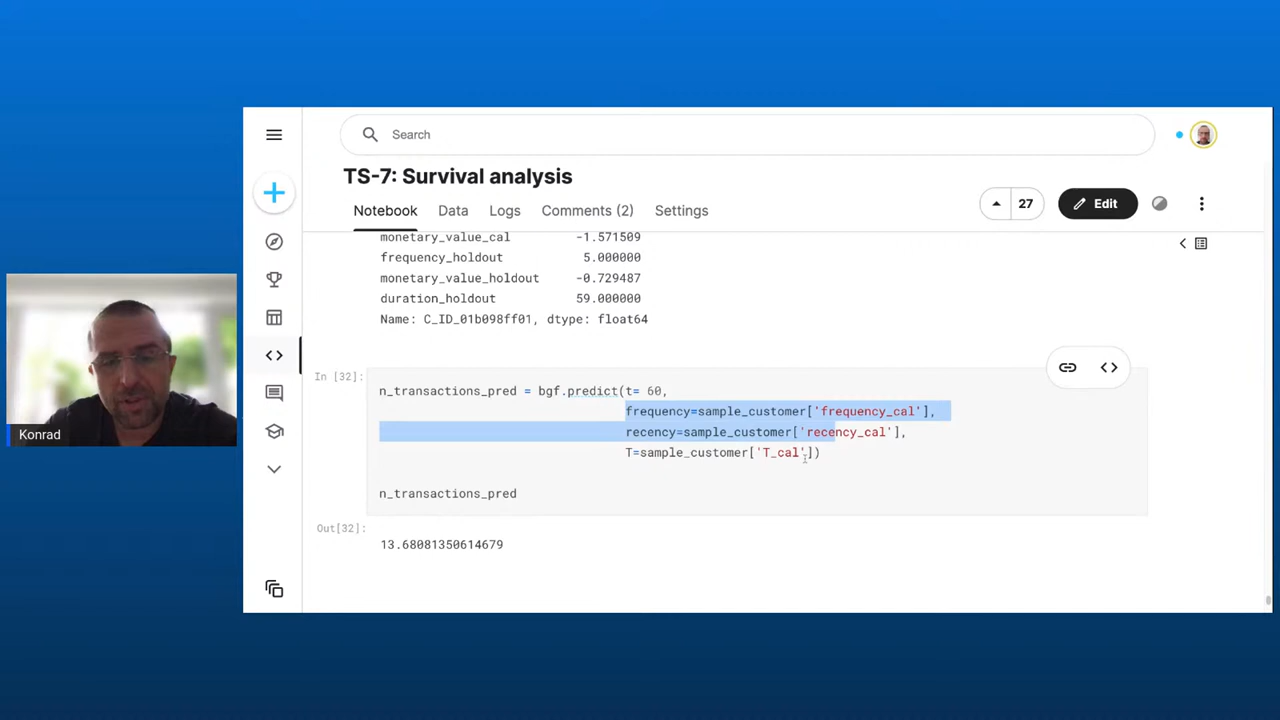 Search
TS-7: Survival analysis
27
Edit
Notebook
Data
Logs
Comments (2)
Settings
monetary_value_cal -1.571509
frequency_holdout 5.000000
monetary_value_holdout -0.729487
duration_holdout 59.000000
Name: C_ID_01b098ff01, dtype: float64
In [32]:
n_transactions_pred = bgf.predict(t= 60,
frequency=sample_customer['frequency_cal'],
recency=sample_customer['recency_cal'],
T=sample_customer['T_cal'])
n_transactions_pred
Out[32]:
13.68081350614679
Konrad